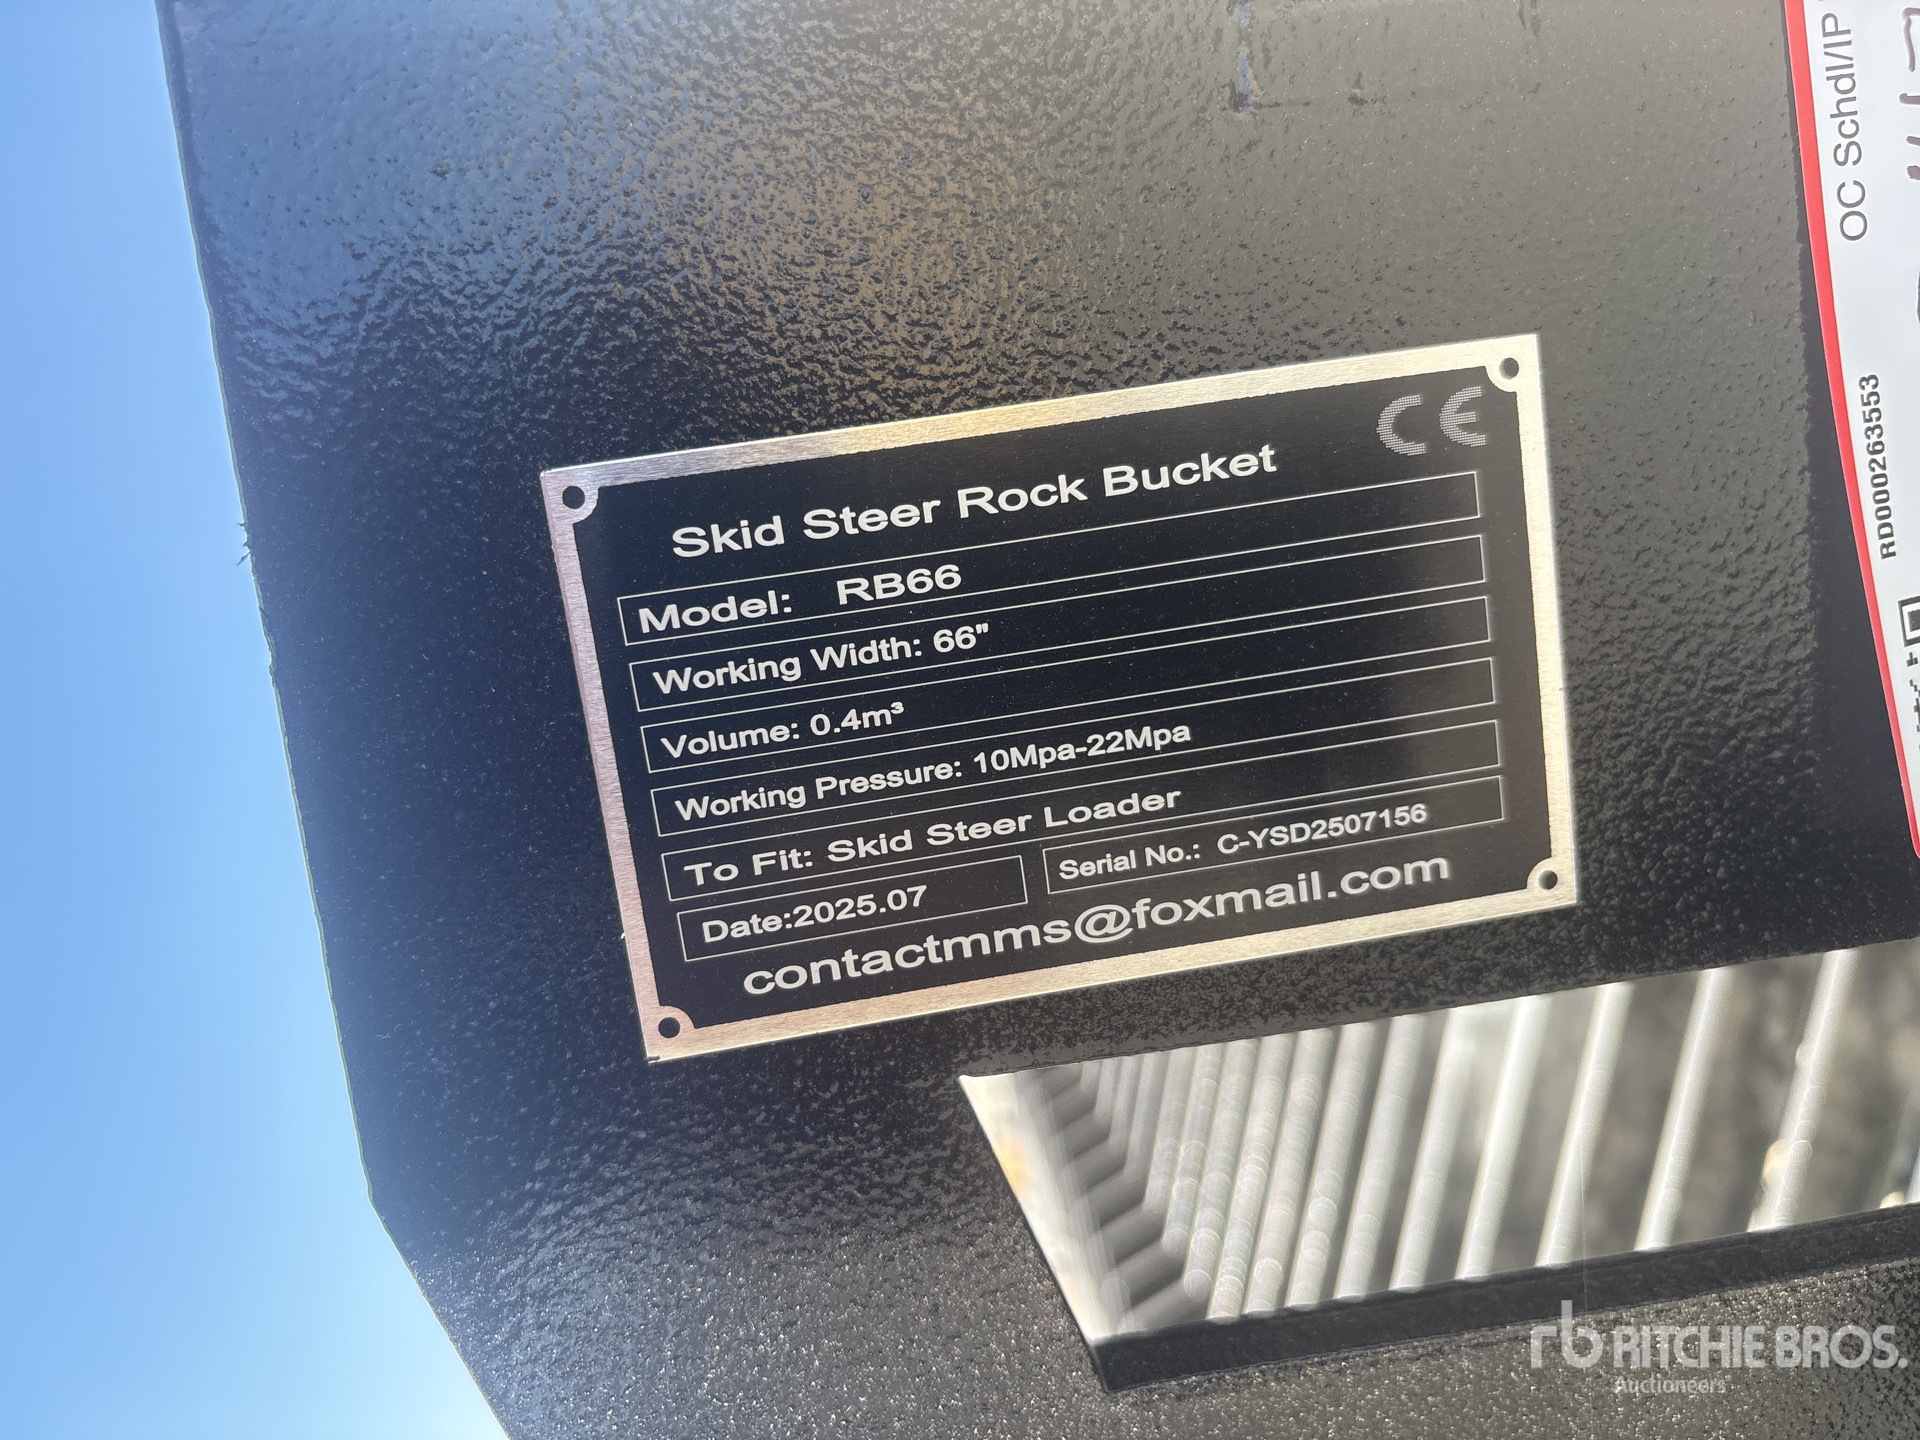 CE
Skid Steer Rock Bucket
Model: RB66
Working Width: 66"
Volume: 0.4m³
Working Pressure: 10Mpa-22Mpa
To Fit: Skid Steer Loader
Date:2025.07 Serial No.: C-YSD2507156
contactmms@foxmail.com
OC Schdl/IP
RD000263553
rb RITCHIE BROS.
Auctioneers